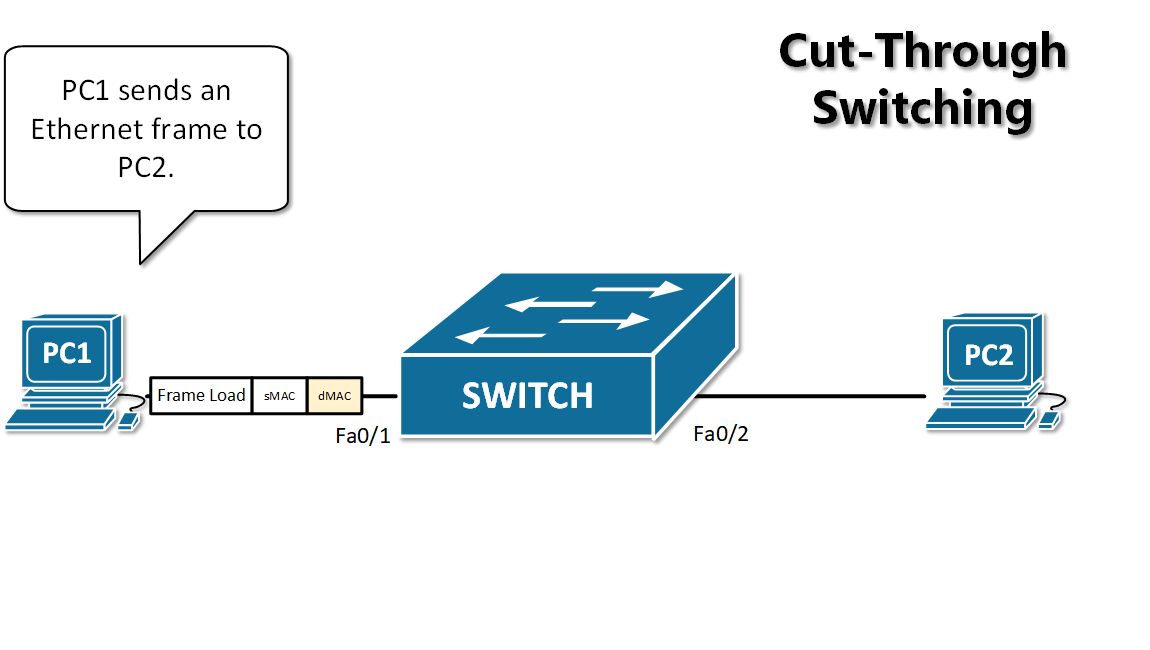 Cut-Through
Switching
PC1 sends an
Ethernet frame to
PC2.
PC1
Frame Load
sMAC
dMAC
Fa0/1
SWITCH
Fa0/2
PC2